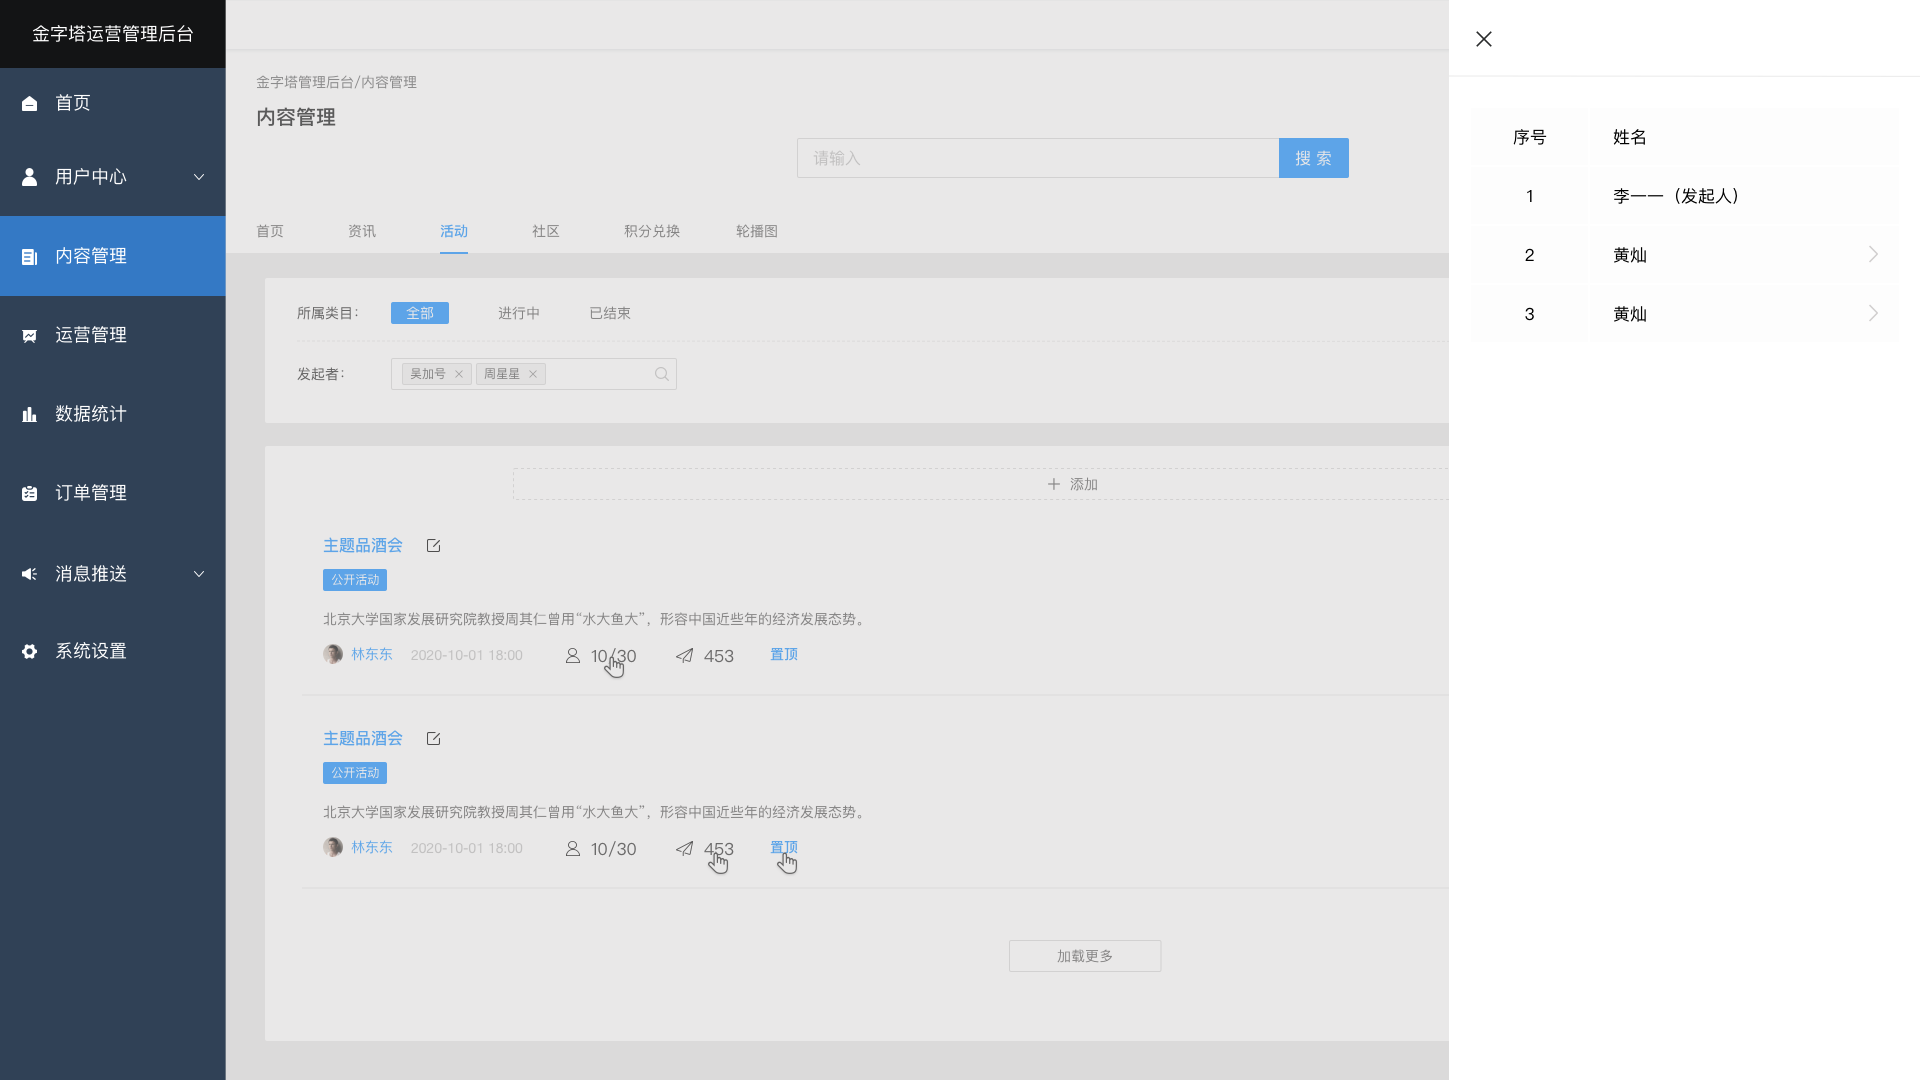 金字塔运营管理后台
首页
用户中心
内容管理
运营管理
数据统计
订单管理
消息推送
系统设置
金字塔管理后台/内容管理
内容管理
请输入
搜 索
首页 资讯 活动 社区 积分兑换 轮播图
所属类目： 全部 进行中 已结束
发起者： 吴加号 周星星
添加
主题品酒会
公开活动
北京大学国家发展研究院教授周其仁曾用“水大鱼大”，形容中国近些年的经济发展态势。
林东东 2020-10-01 18:00 10/30 453 置顶
主题品酒会
公开活动
北京大学国家发展研究院教授周其仁曾用“水大鱼大”，形容中国近些年的经济发展态势。
林东东 2020-10-01 18:00 10/30 453 置顶
加载更多
序号 姓名
1 李一一（发起人）
2 黄灿
3 黄灿